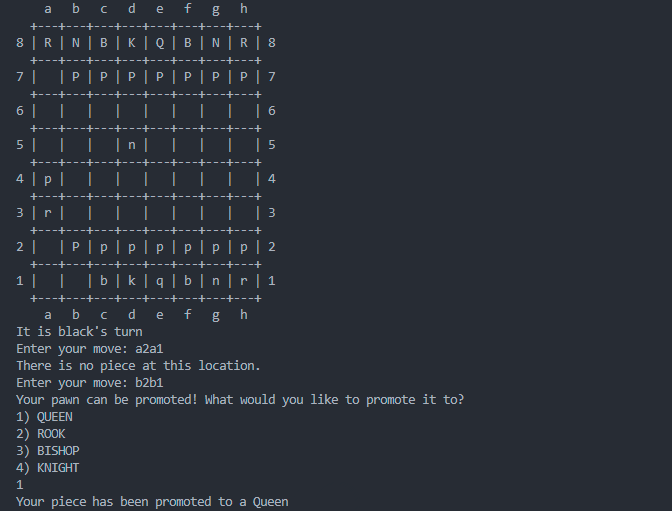 a   b   c   d   e   f   g   h
  +---+---+---+---+---+---+---+---+
8 | R | N | B | K | Q | B | N | R | 8
  +---+---+---+---+---+---+---+---+
7 |   | P | P | P | P | P | P | P | 7
  +---+---+---+---+---+---+---+---+
6 |   |   |   |   |   |   |   |   | 6
  +---+---+---+---+---+---+---+---+
5 |   |   |   | n |   |   |   |   | 5
  +---+---+---+---+---+---+---+---+
4 | p |   |   |   |   |   |   |   | 4
  +---+---+---+---+---+---+---+---+
3 | r |   |   |   |   |   |   |   | 3
  +---+---+---+---+---+---+---+---+
2 |   | P | p | p | p | p | p | p | 2
  +---+---+---+---+---+---+---+---+
1 |   |   | b | k | q | b | n | r | 1
  +---+---+---+---+---+---+---+---+
    a   b   c   d   e   f   g   h
It is black's turn
Enter your move: a2a1
There is no piece at this location.
Enter your move: b2b1
Your pawn can be promoted! What would you like to promote it to?
1) QUEEN
2) ROOK
3) BISHOP
4) KNIGHT
1
Your piece has been promoted to a Queen